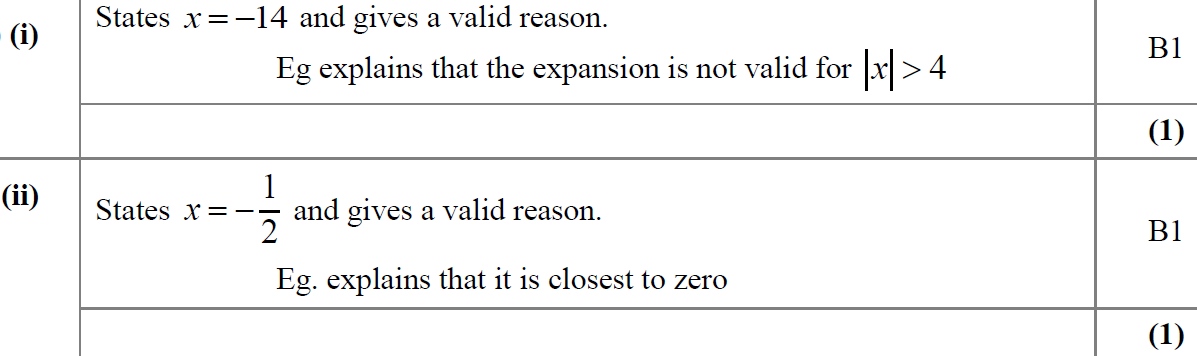 (i) States x = −14 and gives a valid reason.
Eg explains that the expansion is not valid for |x| > 4
B1
(1)
(ii) States x = −1/2 and gives a valid reason.
B1
Eg. explains that it is closest to zero
(1)